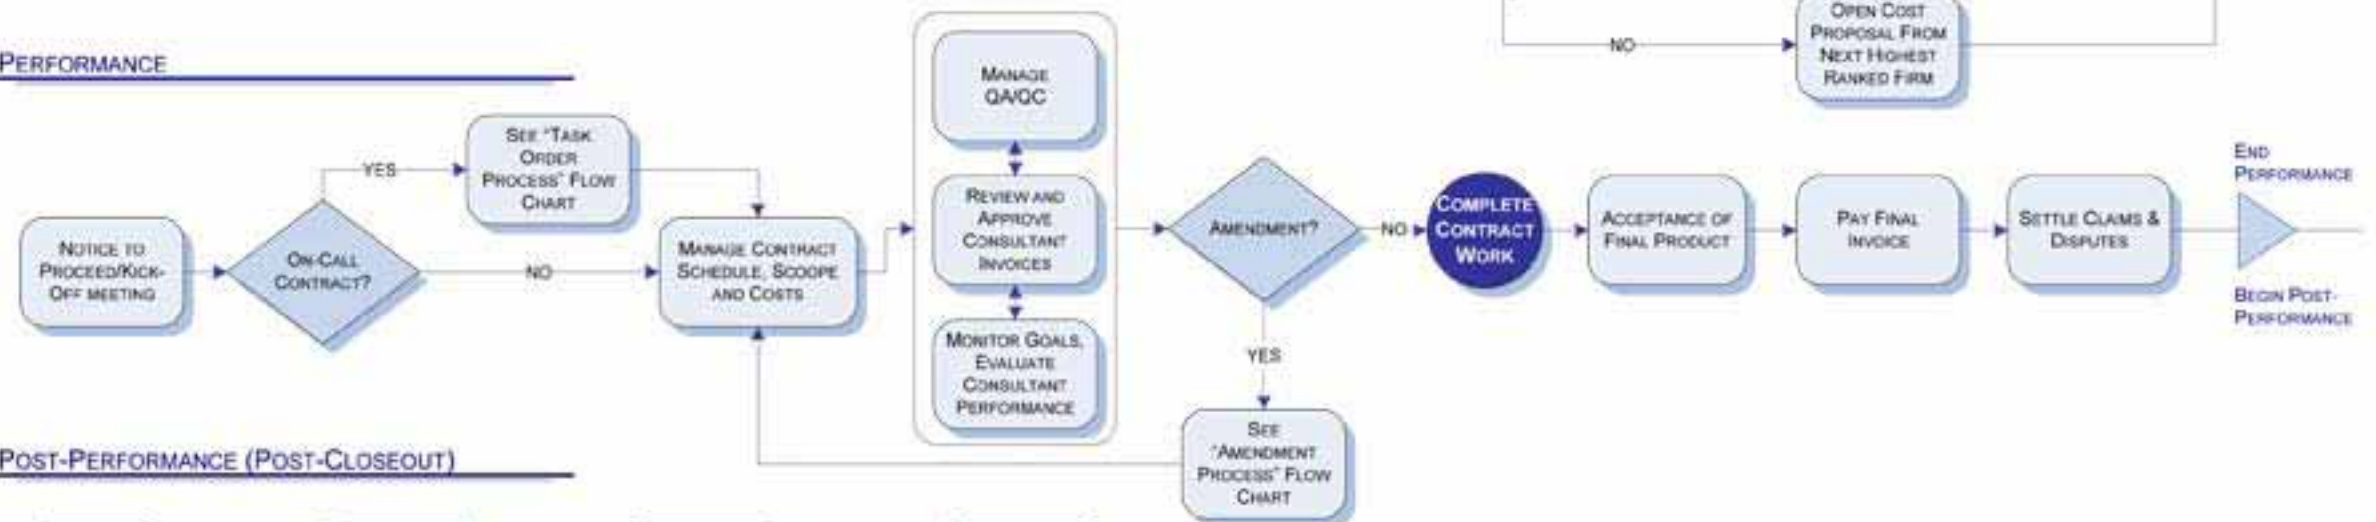 OPEN COST
PROPOSAL FROM
NEXT HIGHEST
RANKED FIRM
NO
PERFORMANCE
NOTICE TO
PROCEED/KICK-
OFF MEETING
ON-CALL
CONTRACT?
YES
SEE "TASK
ORDER
PROCESS" FLOW
CHART
NO
MANAGE CONTRACT
SCHEDULE, SCOOPE
AND COSTS
MANAGE
QA/QC
REVIEW AND
APPROVE
CONSULTANT
INVOICES
MONITOR GOALS,
EVALUATE
CONSULTANT
PERFORMANCE
AMENDMENT?
YES
SEE
"AMENDMENT
PROCESS" FLOW
CHART
NO
COMPLETE
CONTRACT
WORK
ACCEPTANCE OF
FINAL PRODUCT
PAY FINAL
INVOICE
SETTLE CLAIMS &
DISPUTES
END
PERFORMANCE
BEGIN POST-
PERFORMANCE
POST-PERFORMANCE (POST-CLOSEOUT)